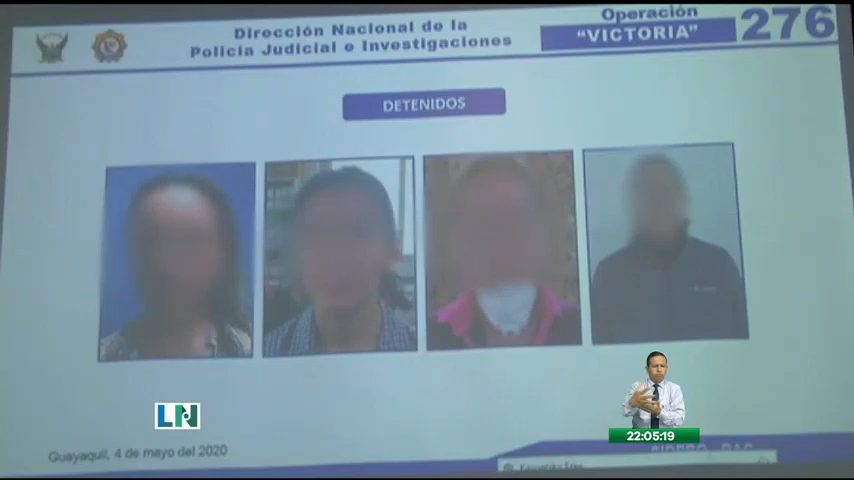 Dirección Nacional de la
Policía Judicial e Investigaciones
Operación
"VICTORIA"
276
DETENIDOS
LN
22:05:19
Guayaquil, 4 de mayo del 2020